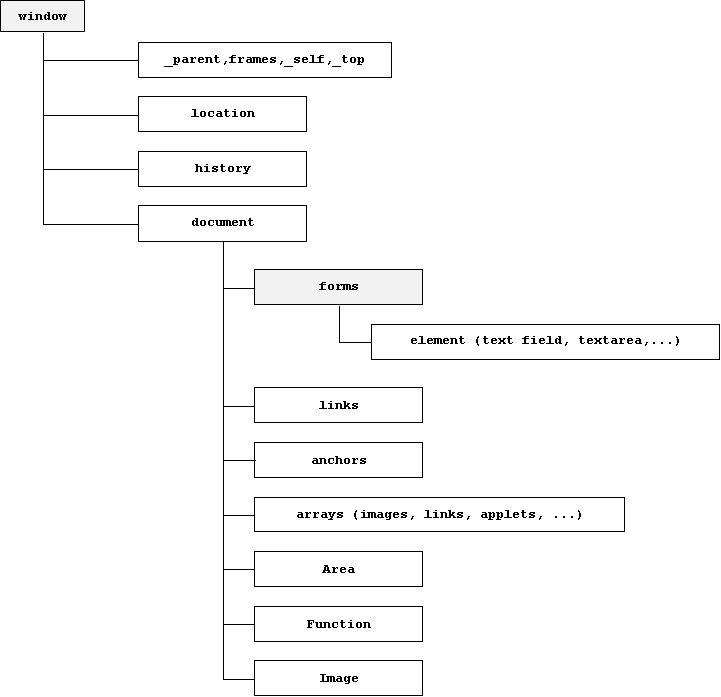 window
_parent,frames,_self,_top
location
history
document
forms
element (text field, textarea,...)
links
anchors
arrays (images, links, applets, ...)
Area
Function
Image